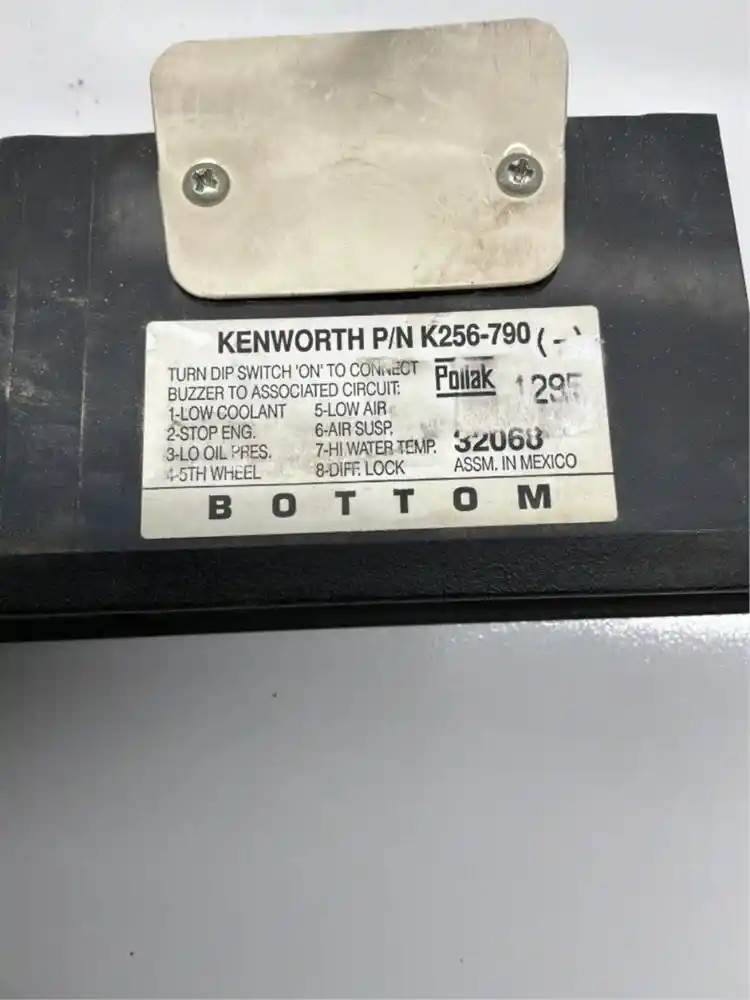 KENWORTH P/N K256-790 (-)
TURN DIP SWITCH 'ON' TO CONNECT
BUZZER TO ASSOCIATED CIRCUIT:
Pollak
1295
1-LOW COOLANT 5-LOW AIR
2-STOP ENG. 6-AIR SUSP.
3-LO OIL PRES. 7-HI WATER TEMP.
32068
4-5TH WHEEL 8-DIFF. LOCK
ASSM. IN MEXICO
BOTTOM